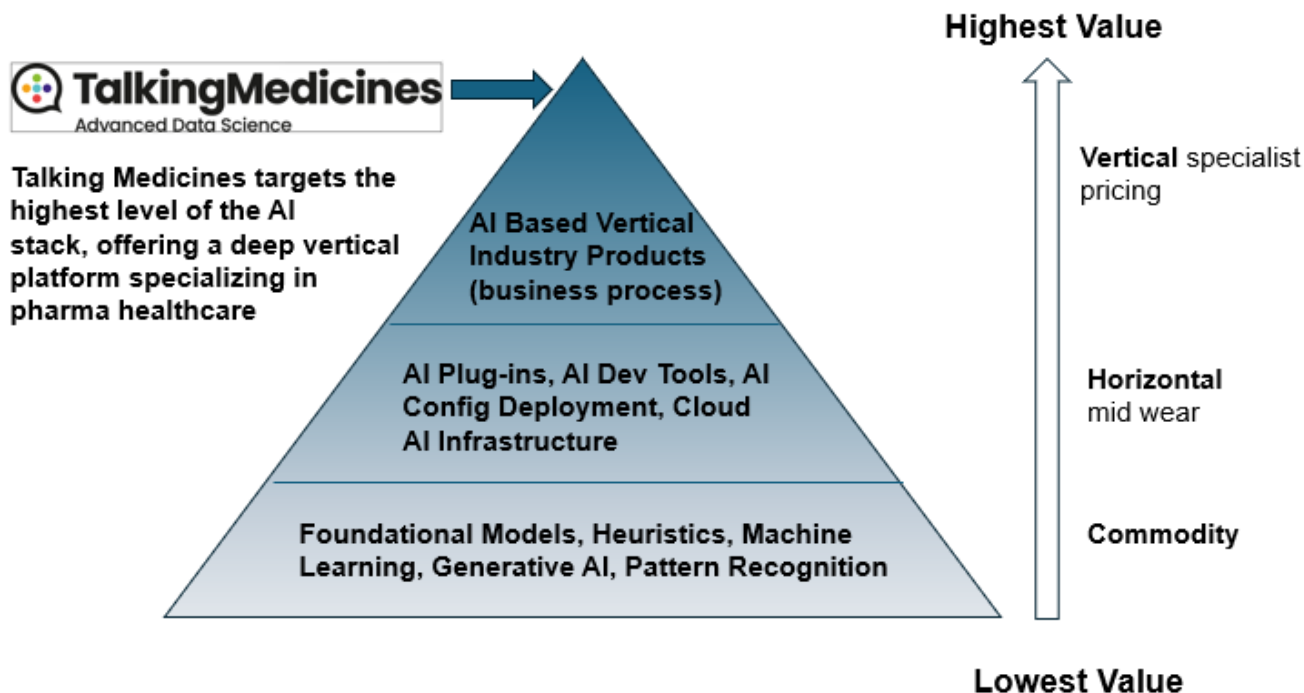 Highest Value
TalkingMedicines
Advanced Data Science
Talking Medicines targets the
highest level of the AI
stack, offering a deep vertical
platform specializing in
pharma healthcare
AI Based Vertical
Industry Products
(business process)
Vertical specialist
pricing
AI Plug-ins, AI Dev Tools, AI
Config Deployment, Cloud
AI Infrastructure
Horizontal
mid wear
Foundational Models, Heuristics, Machine
Learning, Generative AI, Pattern Recognition
Commodity
Lowest Value